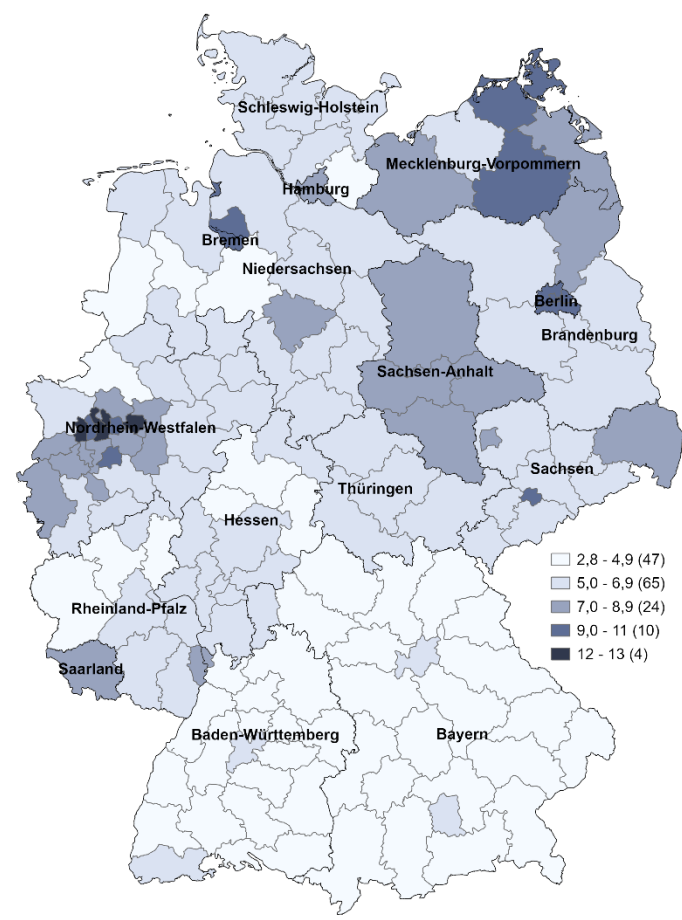 Schleswig-Holstein
Mecklenburg-Vorpommern
Hamburg
Bremen
Niedersachsen
Berlin
Brandenburg
Sachsen-Anhalt
Nordrhein-Westfalen
Sachsen
Thüringen
Hessen
Rheinland-Pfalz
Saarland
Baden-Württemberg
Bayern
2,8 - 4,9 (47)
5,0 - 6,9 (65)
7,0 - 8,9 (24)
9,0 - 11 (10)
12 - 13 (4)